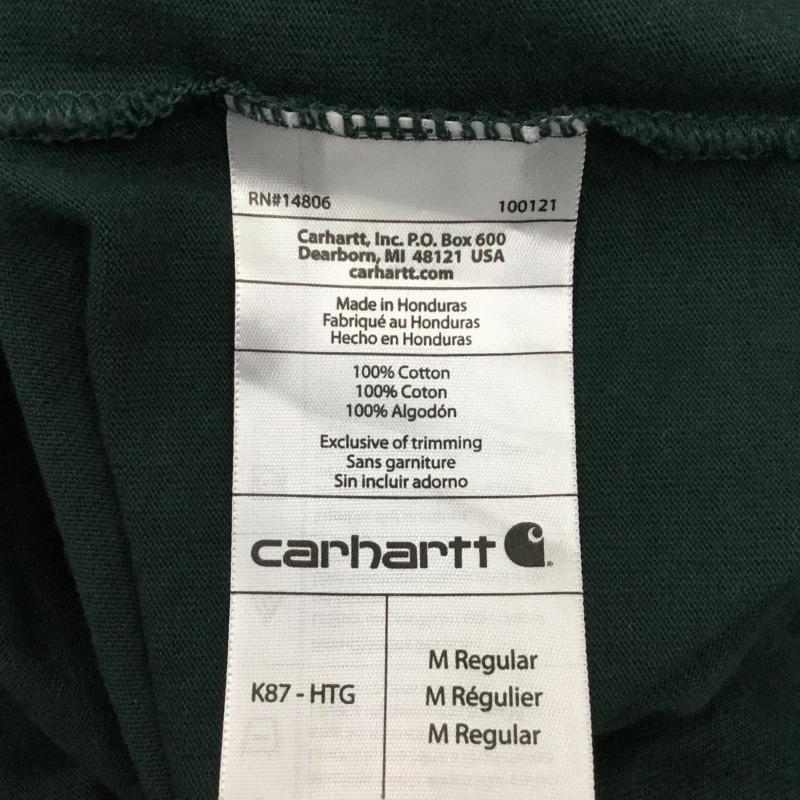 RN#14806 100121
Carhartt, Inc. P.O. Box 600
Dearborn, MI 48121 USA
carhartt.com
Made in Honduras
Fabriqué au Honduras
Hecho en Honduras
100% Cotton
100% Coton
100% Algodón
Exclusive of trimming
Sans garniture
Sin incluir adorno
carhartt
K87 - HTG
M Regular
M Régulier
M Regular